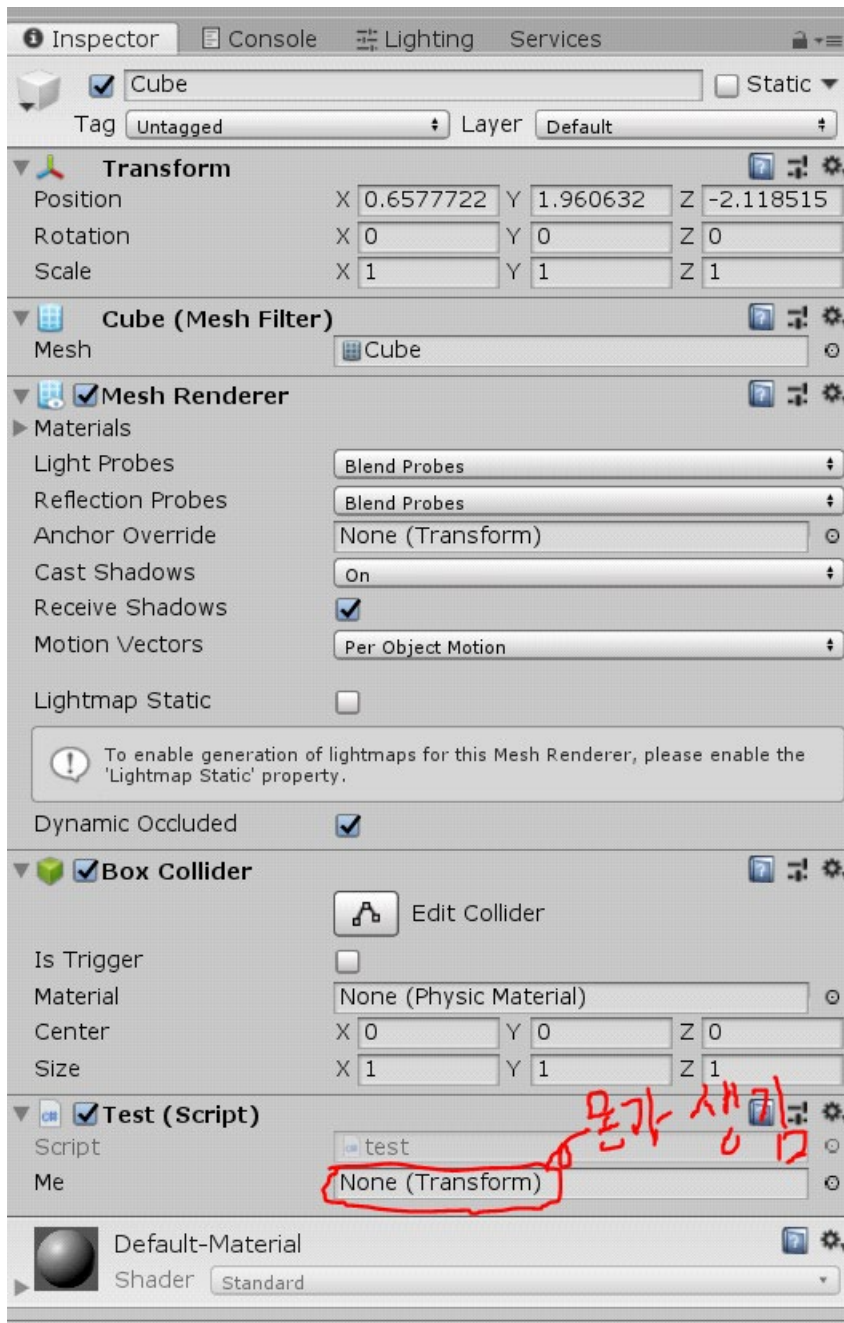 Inspector Console Lighting Services
Cube Static
Tag Untagged Layer Default
Transform
Position X 0.6577722 Y 1.960632 Z -2.118515
Rotation X 0 Y 0 Z 0
Scale X 1 Y 1 Z 1
Cube (Mesh Filter)
Mesh Cube
Mesh Renderer
Materials
Light Probes Blend Probes
Reflection Probes Blend Probes
Anchor Override None (Transform)
Cast Shadows On
Receive Shadows
Motion Vectors Per Object Motion
Lightmap Static
To enable generation of lightmaps for this Mesh Renderer, please enable the
'Lightmap Static' property.
Dynamic Occluded
Box Collider
Edit Collider
Is Trigger
Material None (Physic Material)
Center X 0 Y 0 Z 0
Size X 1 Y 1 Z 1
뭔가 생김
Test (Script)
Script test
Me None (Transform)
Default-Material
Shader Standard